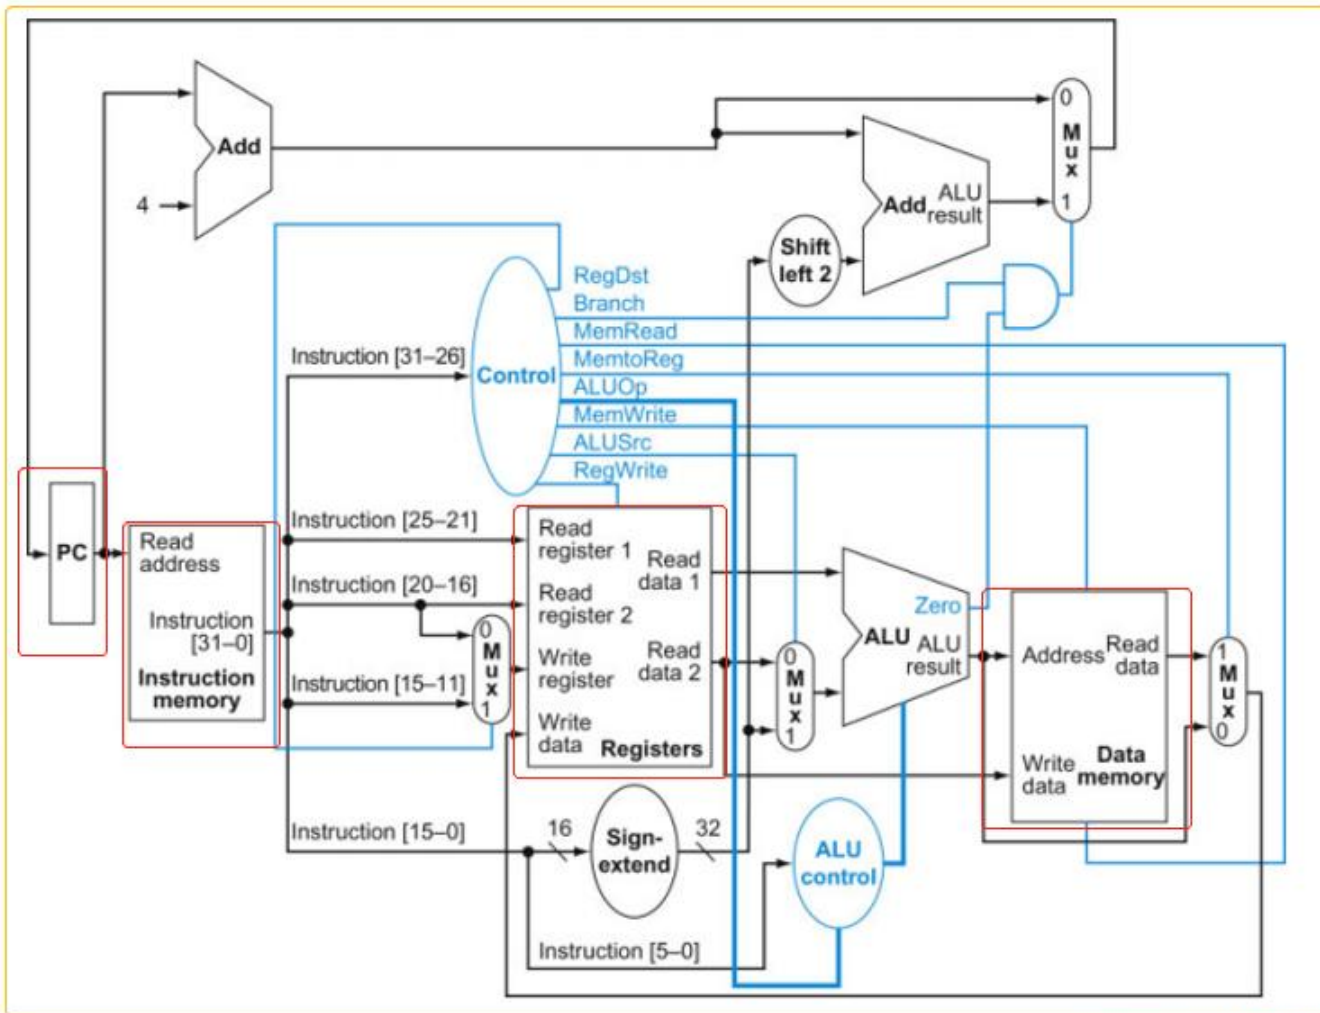 0
Mux
1
Add
4
Add ALU
result
Shift
left 2
RegDst
Branch
MemRead
MemtoReg
ALUOp
MemWrite
ALUSrc
RegWrite
Control
Instruction [31–26]
PC
Read
address
Instruction
[31–0]
Instruction
memory
Instruction [25–21]
Instruction [20–16]
Instruction [15–11]
0
Mux
1
Read
register 1
Read
register 2
Write
register
Write
data
Read
data 1
Read
data 2
Registers
0
Mux
1
Zero
ALU
ALU
result
Address
Read
data
Write
data
Data
memory
1
Mux
0
Instruction [15–0]
16
Sign-
extend
32
ALU
control
Instruction [5–0]